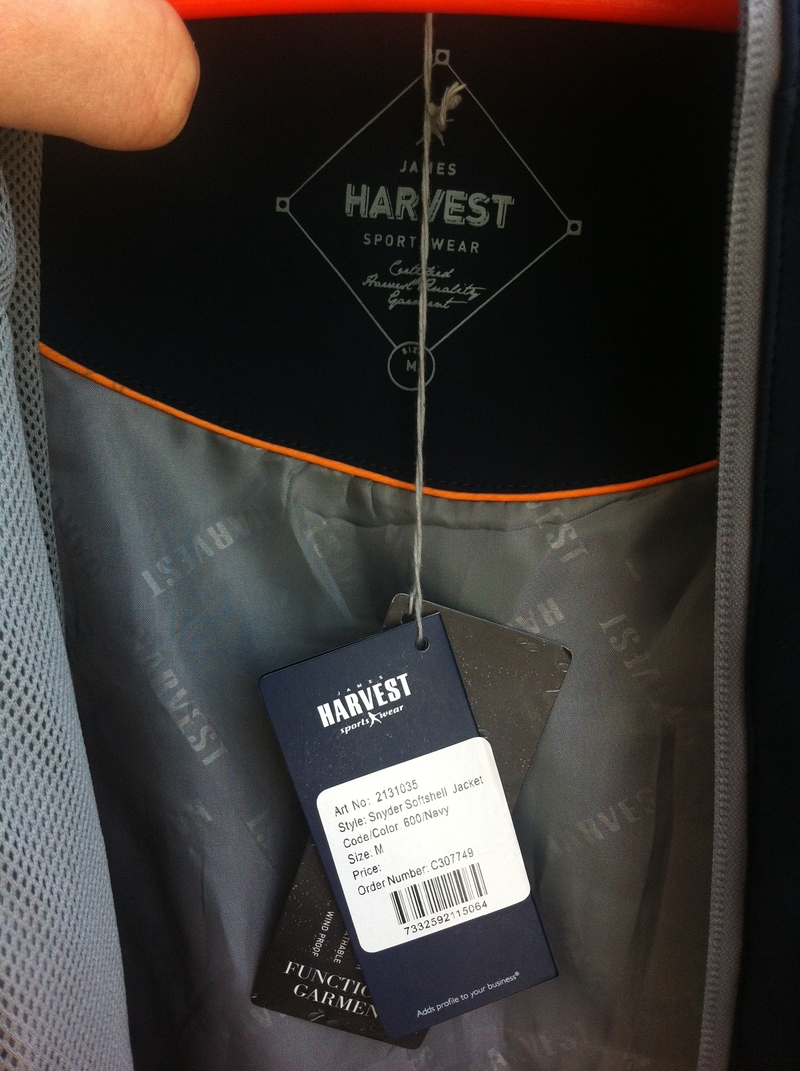 JAMES
HARVEST
SPORTSWEAR
Certified
Harvest Quality
Garment
SIZE
M
HARVEST
HARVEST
HARVEST
JAMES
HARVEST
sportswear
Art No: 2131035
Style: Snyder Softshell Jacket
Code/Color 600/Navy
Size: M
Price:
Order Number: C307749
7332592115064
Adds profile to your business®
WIND PROOF
FUNCTIO
GARMEN